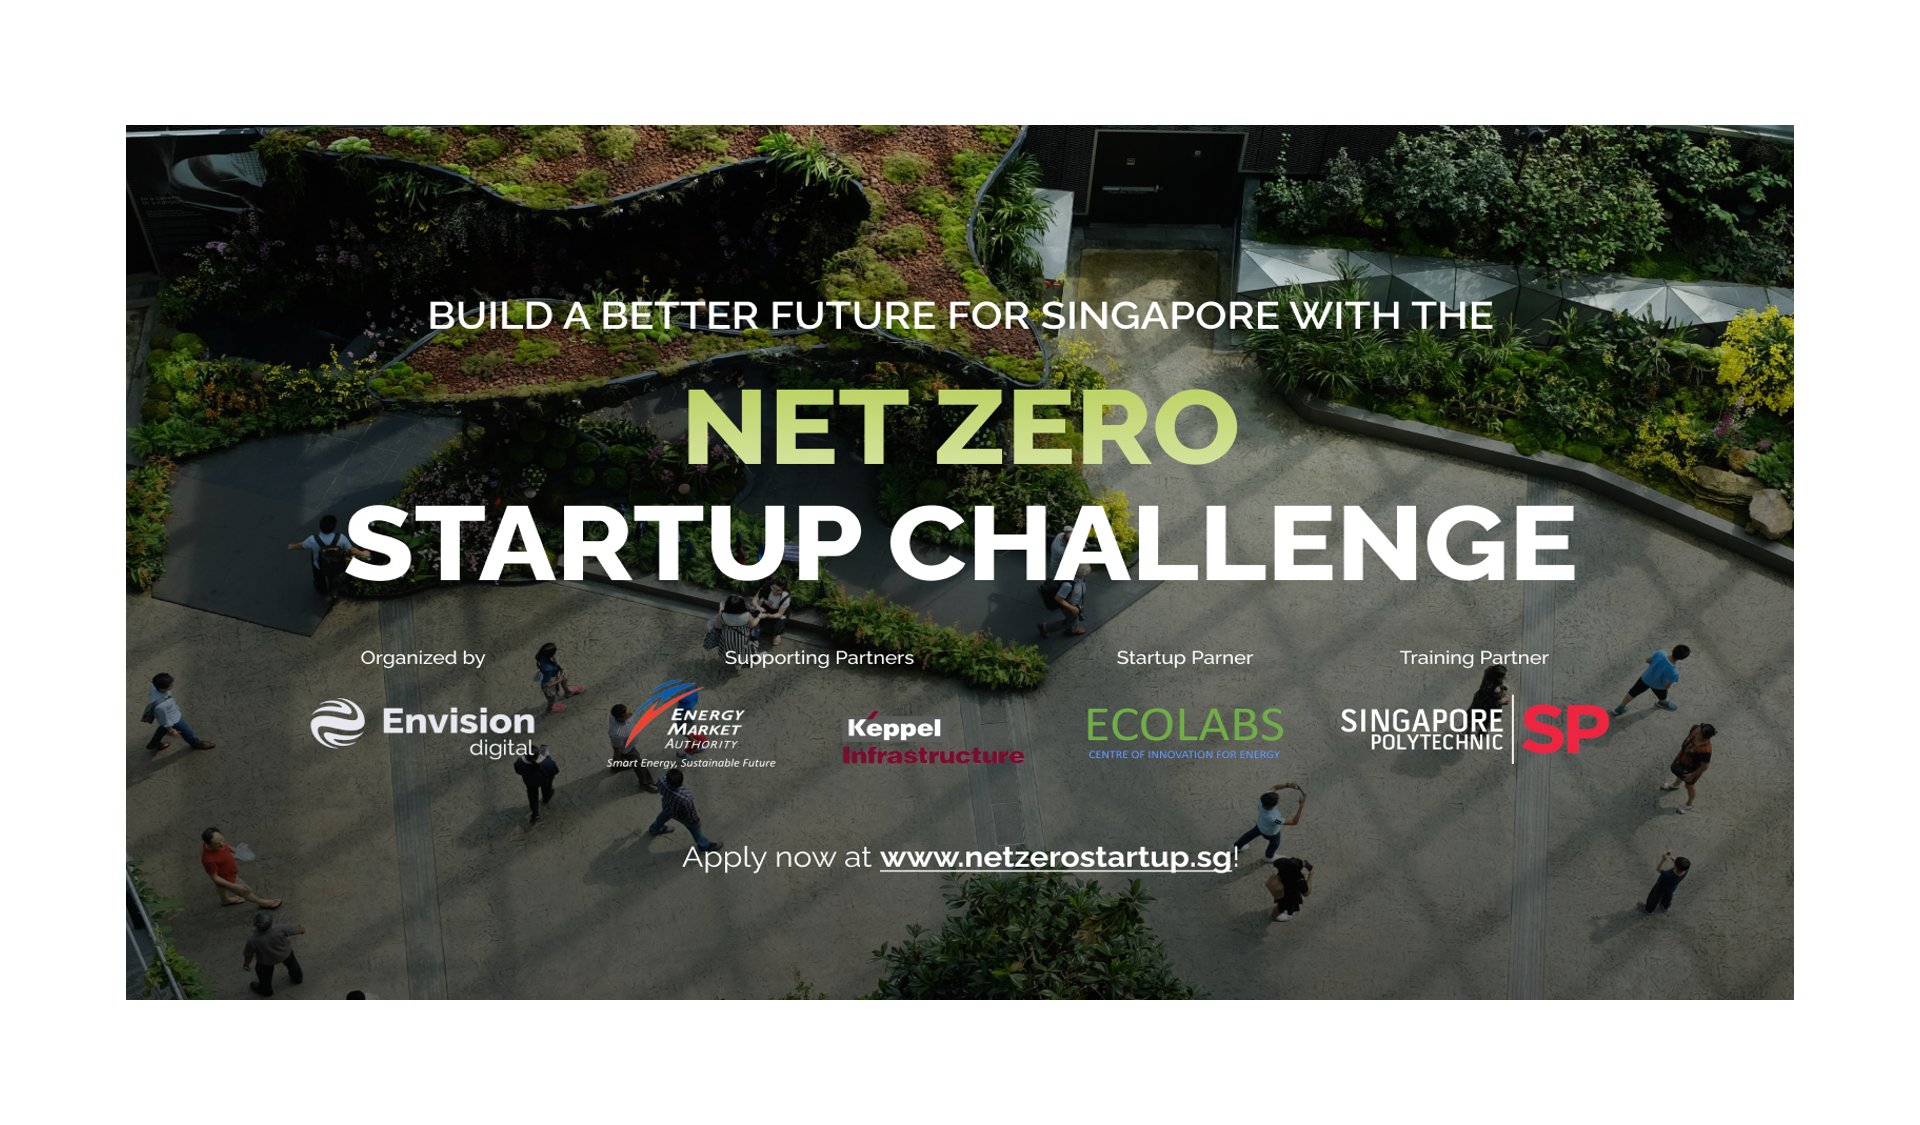 BUILD A BETTER FUTURE FOR SINGAPORE WITH THE
NET ZERO
STARTUP CHALLENGE
Organized by
Supporting Partners
Startup Parner
Training Partner
Envision
digital
ENERGY
MARKET
AUTHORITY
Smart Energy, Sustainable Future
Keppel
Infrastructure
ECOLABS
CENTRE OF INNOVATION FOR ENERGY
SINGAPORE
POLYTECHNIC
SP
Apply now at www.netzerostartup.sg!